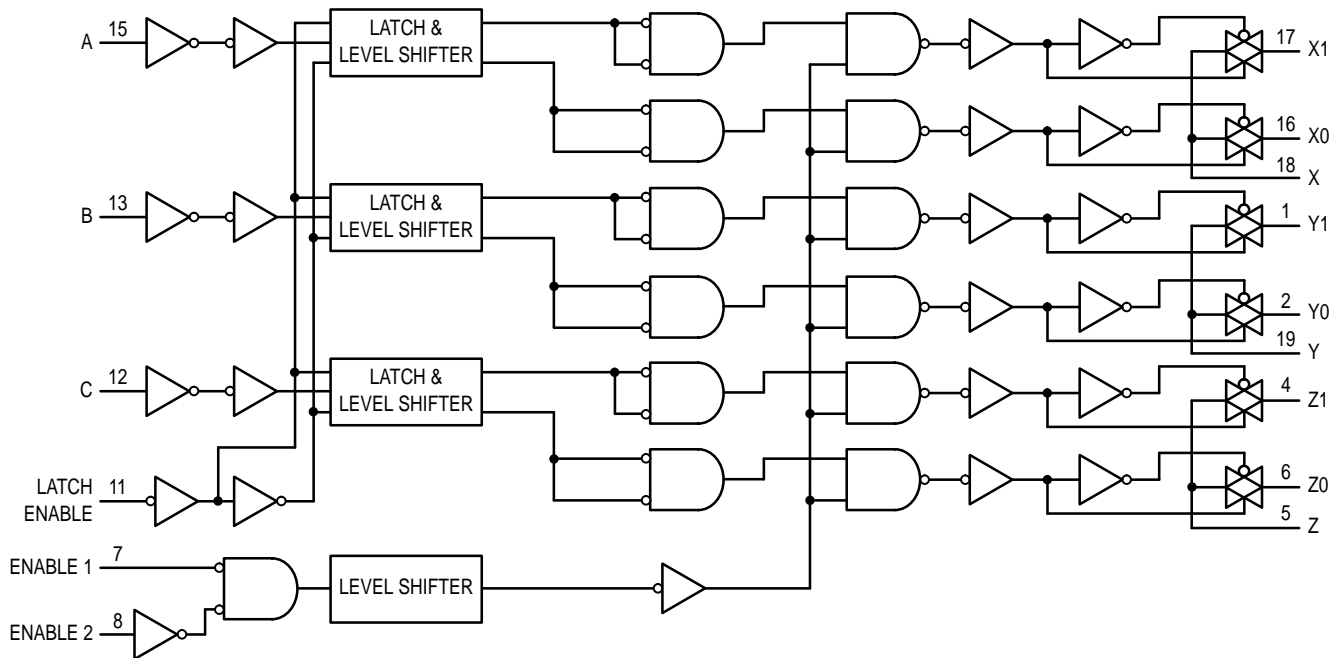 A 15
LATCH &
LEVEL SHIFTER
17 X1
16 X0
18 X
B 13
LATCH &
LEVEL SHIFTER
1 Y1
2 Y0
19 Y
C 12
LATCH &
LEVEL SHIFTER
4 Z1
6 Z0
5 Z
LATCH
ENABLE
11
ENABLE 1 7
LEVEL SHIFTER
ENABLE 2 8